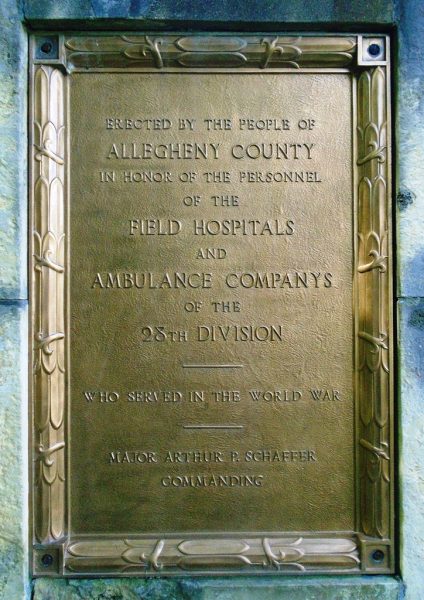 ERECTED BY THE PEOPLE OF
ALLEGHENY COUNTY
IN HONOR OF THE PERSONNEL
OF THE
FIELD HOSPITALS
AND
AMBULANCE COMPANYS
OF THE
28TH DIVISION
WHO SERVED IN THE WORLD WAR
MAJOR ARTHUR P. SCHAEFER
COMMANDING